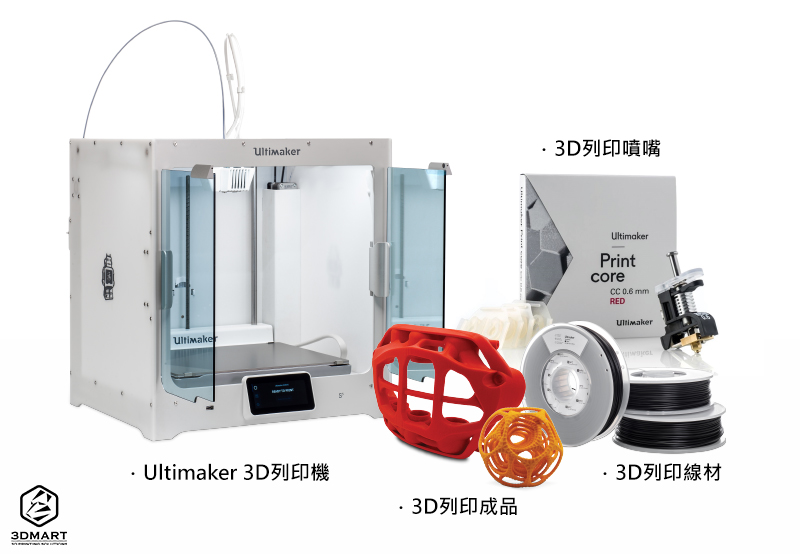 Ultimaker
· 3D列印噴嘴
Ultimaker
Print
core
CC 0.6 mm
RED
Ultimaker
Ultimaker
· Ultimaker 3D列印機
· 3D列印線材
· 3D列印成品
3DMART